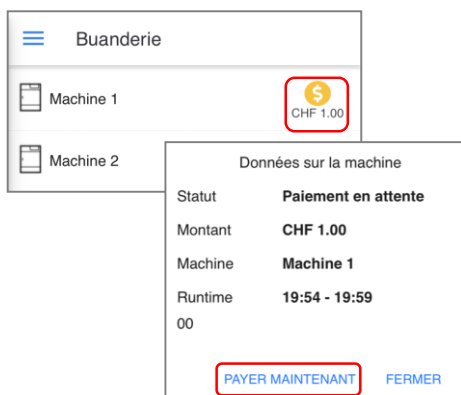 Buanderie
Machine 1
$
CHF 1.00
Machine 2
Données sur la machine
Statut Paiement en attente
Montant CHF 1.00
Machine Machine 1
Runtime 19:54 - 19:59
00
PAYER MAINTENANT FERMER